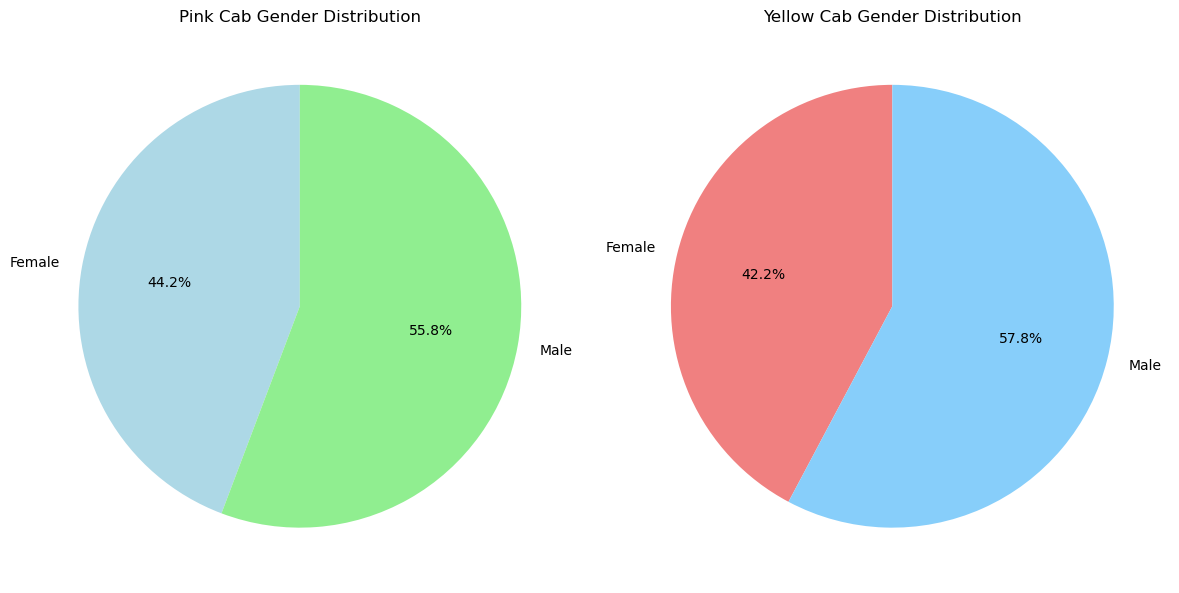 Pink Cab Gender Distribution
Female
44.2%
55.8%
Male
Yellow Cab Gender Distribution
Female
42.2%
57.8%
Male